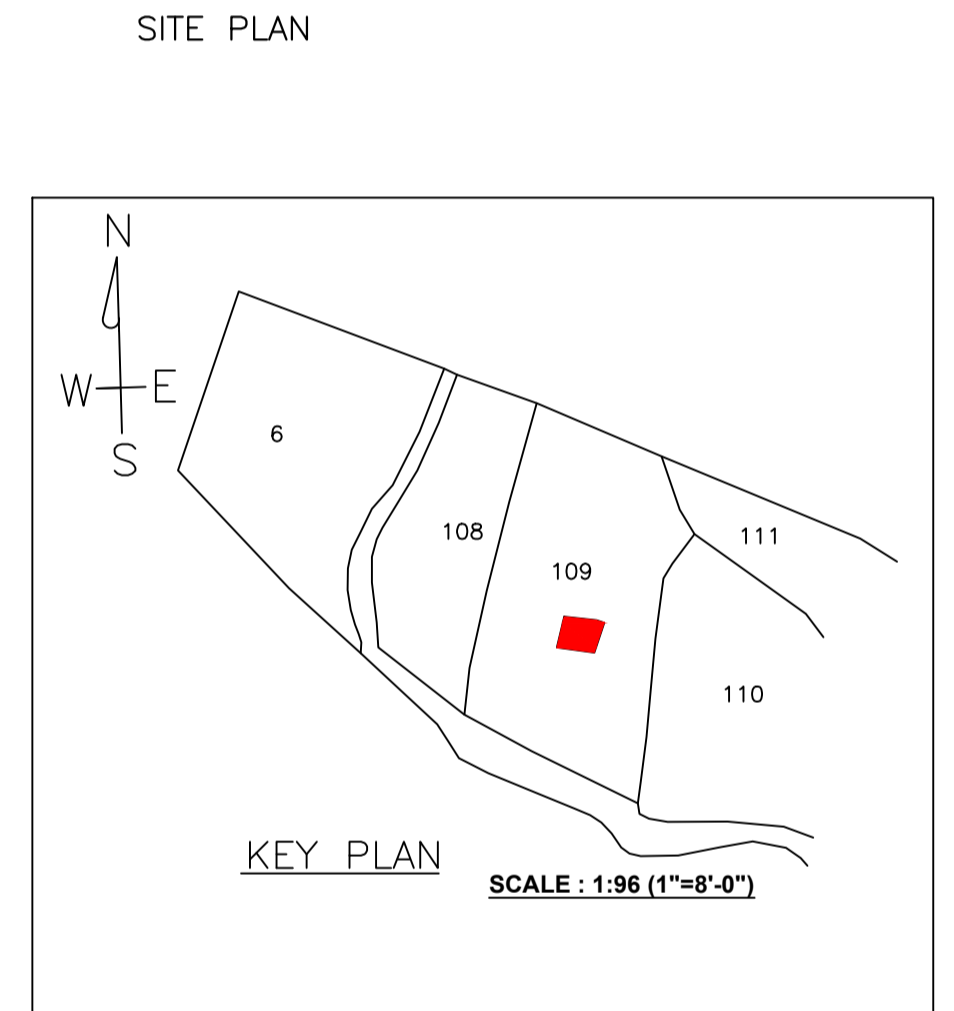 SITE PLAN
N
W E
S
6
108
111
109
110
KEY PLAN
SCALE : 1:96 (1"=8'-0")